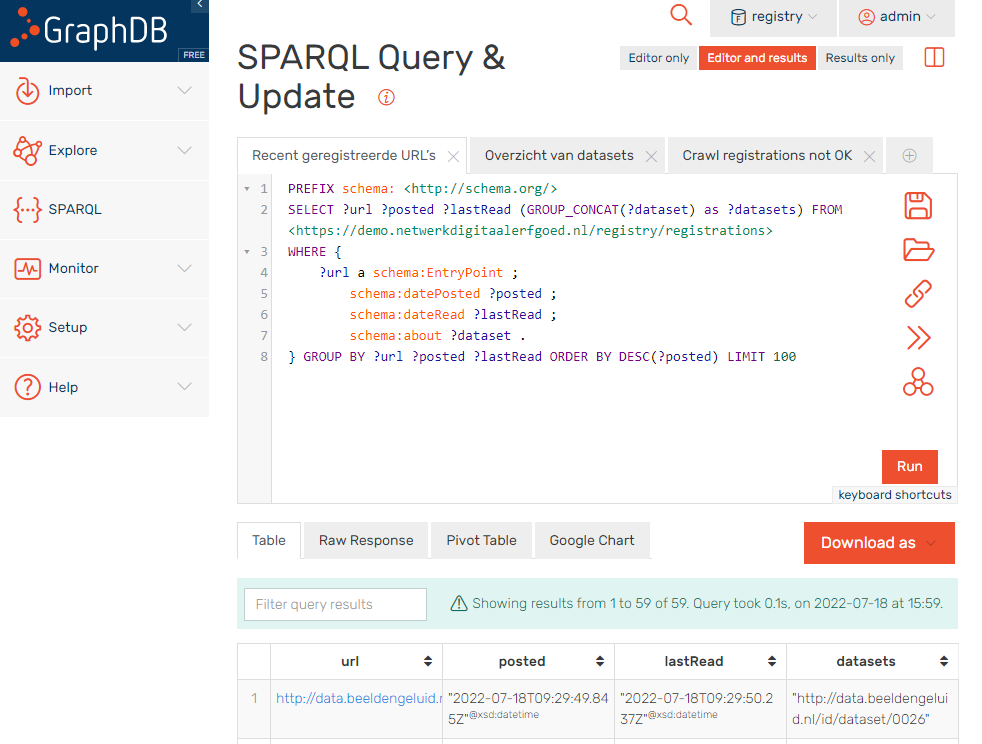 GraphDB
FREE
registry
admin
SPARQL Query &
Update
Editor only
Editor and results
Results only
Import
Explore
SPARQL
Monitor
Setup
Help
Recent geregistreerde URL's
Overzicht van datasets
Crawl registrations not OK
1 PREFIX schema: <http://schema.org/>
2 SELECT ?url ?posted ?lastRead (GROUP_CONCAT(?dataset) as ?datasets) FROM
<https://demo.netwerkdigitaalerfgoed.nl/registry/registrations>
3 WHERE {
4 ?url a schema:EntryPoint ;
5 schema:datePosted ?posted ;
6 schema:dateRead ?lastRead ;
7 schema:about ?dataset .
8 } GROUP BY ?url ?posted ?lastRead ORDER BY DESC(?posted) LIMIT 100
Run
keyboard shortcuts
Table
Raw Response
Pivot Table
Google Chart
Download as
Filter query results
Showing results from 1 to 59 of 59. Query took 0.1s, on 2022-07-18 at 15:59.
url
posted
lastRead
datasets
1
http://data.beeldengeluid.
"2022-07-18T09:29:49.84
5Z"@xsd:datetime
"2022-07-18T09:29:50.2
37Z"@xsd:datetime
"http://data.beeldengelui
d.nl/id/dataset/0026"